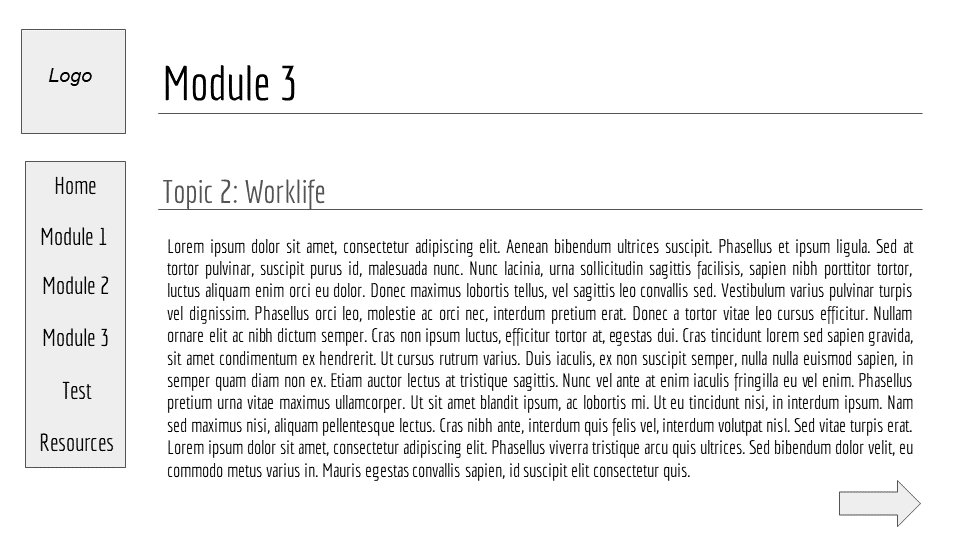 Logo
Module 3
Home
Module 1
Module 2
Module 3
Test
Resources
Topic 2: Worklife
Lorem ipsum dolor sit amet, consectetur adipiscing elit. Aenean bibendum ultrices suscipit. Phasellus et ipsum ligula. Sed at
tortor pulvinar, suscipit purus id, malesuada nunc. Nunc lacinia, urna sollicitudin sagittis facilisis, sapien nibh porttitor tortor,
luctus aliquam enim orci eu dolor. Donec maximus lobortis tellus, vel sagittis leo convallis sed. Vestibulum varius pulvinar turpis
vel dignissim. Phasellus orci leo, molestie ac orci nec, interdum pretium erat. Donec a tortor vitae leo cursus efficitur. Nullam
ornare elit ac nibh dictum semper. Cras non ipsum luctus, efficitur tortor at, egestas dui. Cras tincidunt lorem sed sapien gravida,
sit amet condimentum ex hendrerit. Ut cursus rutrum varius. Duis iaculis, ex non suscipit semper, nulla nulla euismod sapien, in
semper quam diam non ex. Etiam auctor lectus at tristique sagittis. Nunc vel ante at enim iaculis fringilla eu vel enim. Phasellus
pretium urna vitae maximus ullamcorper. Ut sit amet blandit ipsum, ac lobortis mi. Ut eu tincidunt nisi, in interdum ipsum. Nam
sed maximus nisi, aliquam pellentesque lectus. Cras nibh ante, interdum quis felis vel, interdum volutpat nisl. Sed vitae turpis erat.
Lorem ipsum dolor sit amet, consectetur adipiscing elit. Phasellus viverra tristique arcu quis ultrices. Sed bibendum dolor velit, eu
commodo metus varius in. Mauris egestas convallis sapien, id suscipit elit consectetur quis.